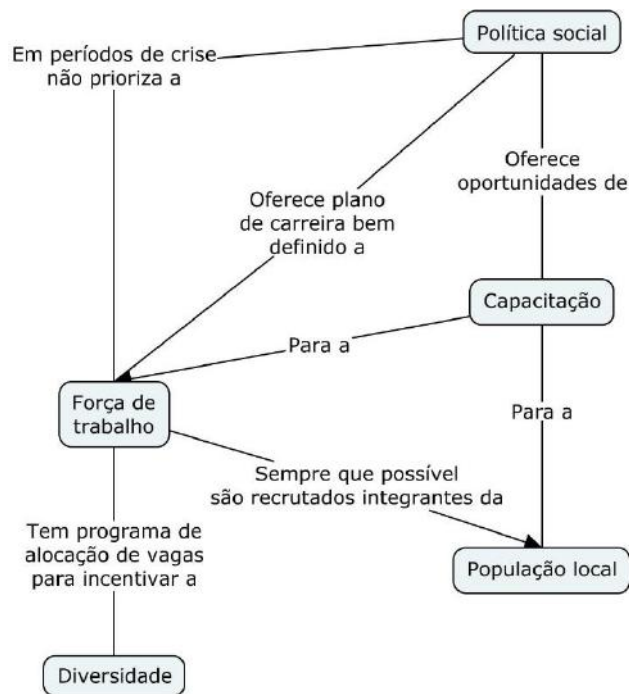 Política social
Em períodos de crise
não prioriza a
Oferece
oportunidades de
Oferece plano
de carreira bem
definido a
Capacitação
Para a
Força de
trabalho
Para a
Sempre que possível
são recrutados integrantes da
Tem programa de
alocação de vagas
para incentivar a
População local
Diversidade